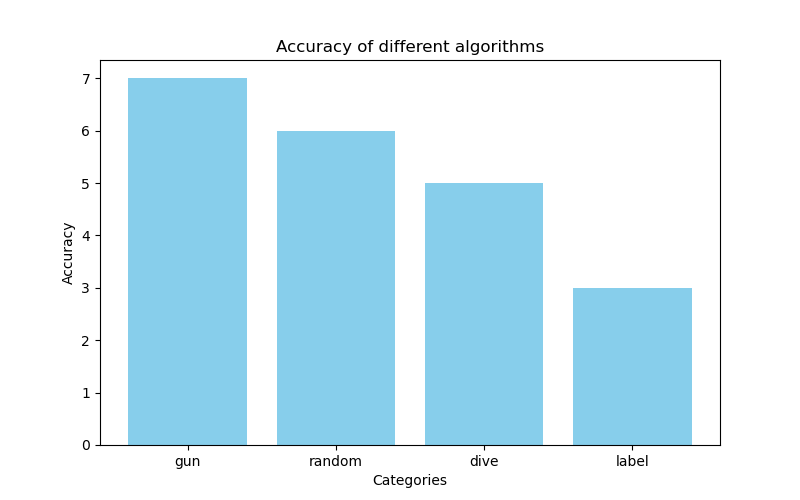 Accuracy of different algorithms
Accuracy
7
6
5
4
3
2
1
0
gun random dive label
Categories